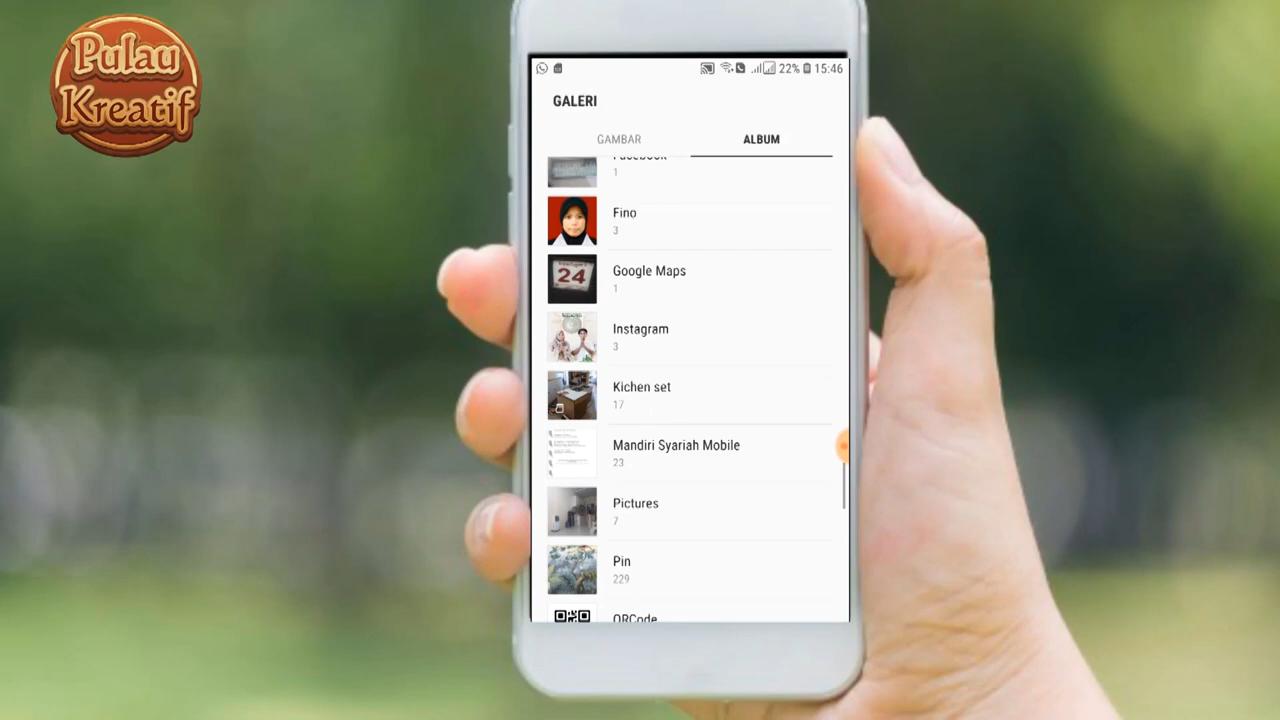 Pulau
Kreatif
22% 15:46
GALERI
GAMBAR
ALBUM
Facebook
1
Fino
3
24
Google Maps
1
Instagram
3
Kichen set
17
Mandiri Syariah Mobile
23
Pictures
7
Pin
229
QRCode